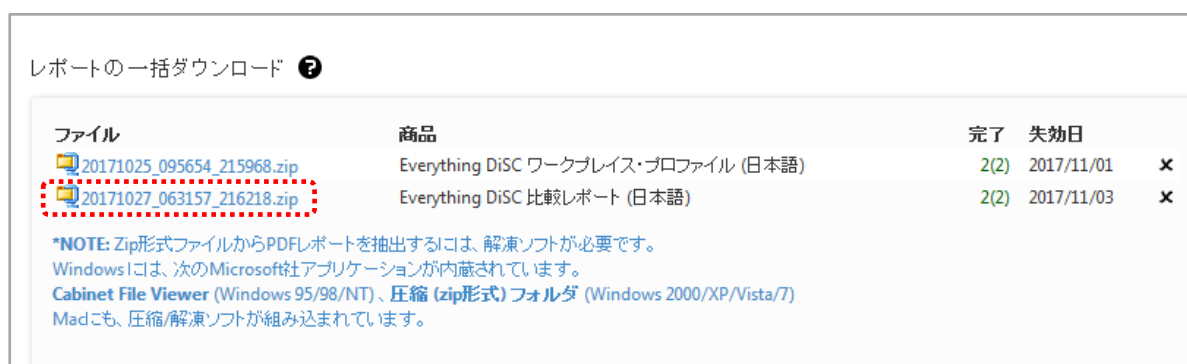 レポートの一括ダウンロード ?
ファイル 商品 完了 失効日
20171025_095654_215968.zip Everything DiSC ワークプレイス・プロファイル (日本語) 2(2) 2017/11/01 ×
20171027_063157_216218.zip Everything DiSC 比較レポート (日本語) 2(2) 2017/11/03 ×
*NOTE: Zip形式ファイルからPDFレポートを抽出するには、解凍ソフトが必要です。
Windowsには、次のMicrosoft社アプリケーションが内蔵されています。
Cabinet File Viewer (Windows 95/98/NT) 、圧縮 (zip形式) フォルダ (Windows 2000/XP/Vista/7)
Macにも、圧縮/解凍ソフトが組み込まれています。